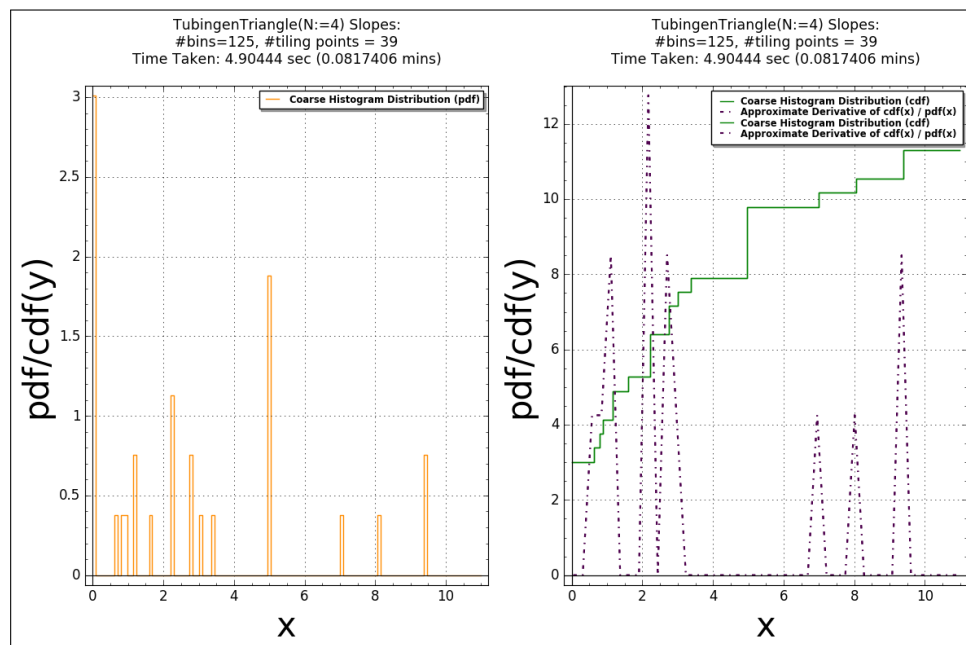 TubingenTriangle(N:=4) Slopes:
#bins=125, #tiling points = 39
Time Taken: 4.90444 sec (0.0817406 mins)
Coarse Histogram Distribution (pdf)
pdf/cdf(y)
3
2.5
2
1.5
1
0.5
0
0
2
4
6
8
10
x
TubingenTriangle(N:=4) Slopes:
#bins=125, #tiling points = 39
Time Taken: 4.90444 sec (0.0817406 mins)
Coarse Histogram Distribution (cdf)
Approximate Derivative of cdf(x) / pdf(x)
Coarse Histogram Distribution (cdf)
Approximate Derivative of cdf(x) / pdf(x)
pdf/cdf(y)
12
10
8
6
4
2
0
0
2
4
6
8
10
x